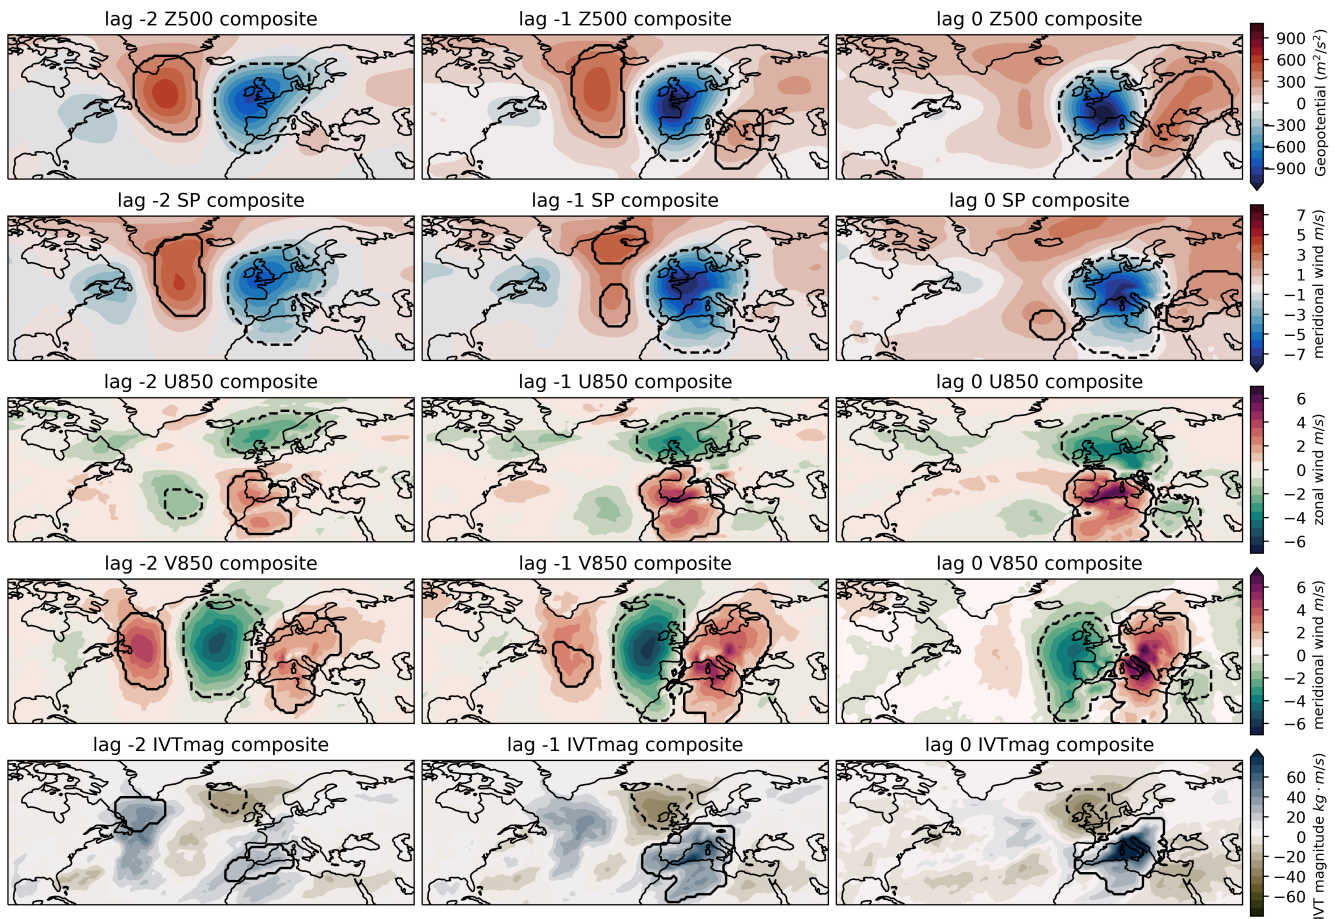 lag -2 Z500 composite
lag -1 Z500 composite
lag 0 Z500 composite
900
600
300
0
−300
−600
−900
Geopotential (m²/s²)
lag -2 SP composite
lag -1 SP composite
lag 0 SP composite
7
5
3
1
−1
−3
−5
−7
meridional wind m/s
lag -2 U850 composite
lag -1 U850 composite
lag 0 U850 composite
6
4
2
0
−2
−4
−6
zonal wind m/s
lag -2 V850 composite
lag -1 V850 composite
lag 0 V850 composite
6
4
2
0
−2
−4
−6
meridional wind m/s
lag -2 IVTmag composite
lag -1 IVTmag composite
lag 0 IVTmag composite
60
40
20
0
−20
−40
−60
IVT magnitude kg · m/s